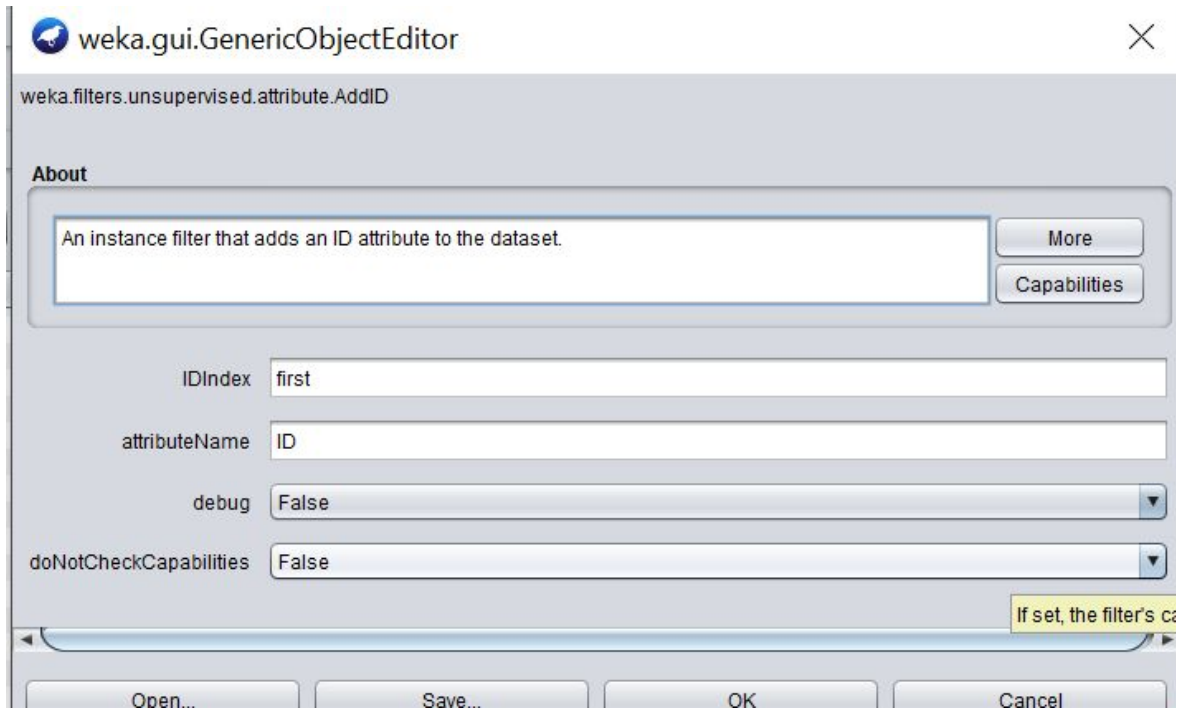 weka.gui.GenericObjectEditor
weka.filters.unsupervised.attribute.AddID
About
An instance filter that adds an ID attribute to the dataset.
More
Capabilities
IDIndex first
attributeName ID
debug False
doNotCheckCapabilities False
If set, the filter's ca
Open... Save... OK Cancel